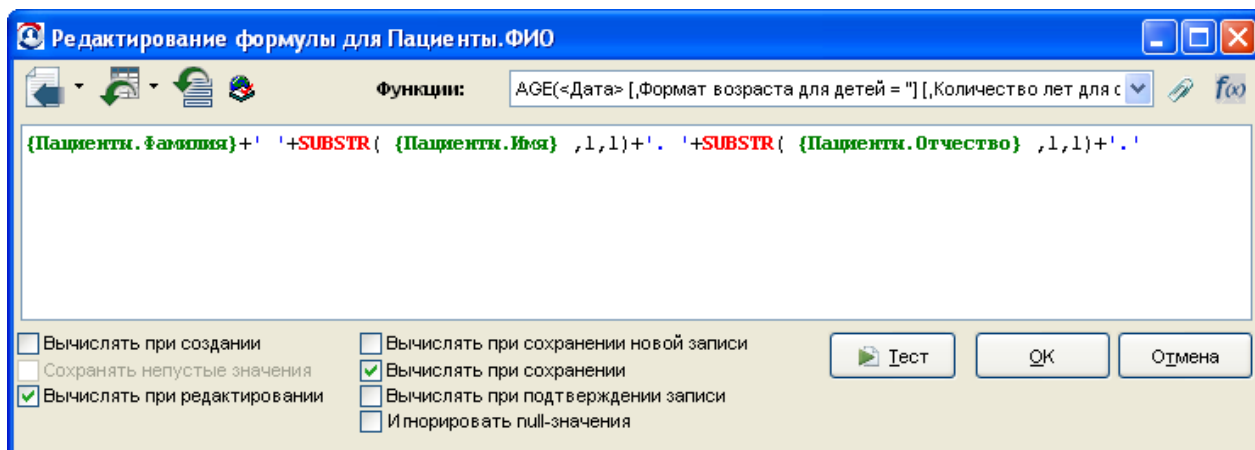 Редактирование формулы для Пациенты.ФИО
Функции: AGE(<Дата> [,Формат возраста для детей = ''] [,Количество лет для
f(x)
{Пациенты.Фамилия}+' '+SUBSTR( {Пациенты.Имя} ,1,1)+'. '+SUBSTR( {Пациенты.Отчество} ,1,1)+'.'
Вычислять при создании
Сохранять непустые значения
Вычислять при редактировании
Вычислять при сохранении новой записи
Вычислять при сохранении
Вычислять при подтверждении записи
Игнорировать null-значения
Тест
OK
Отмена